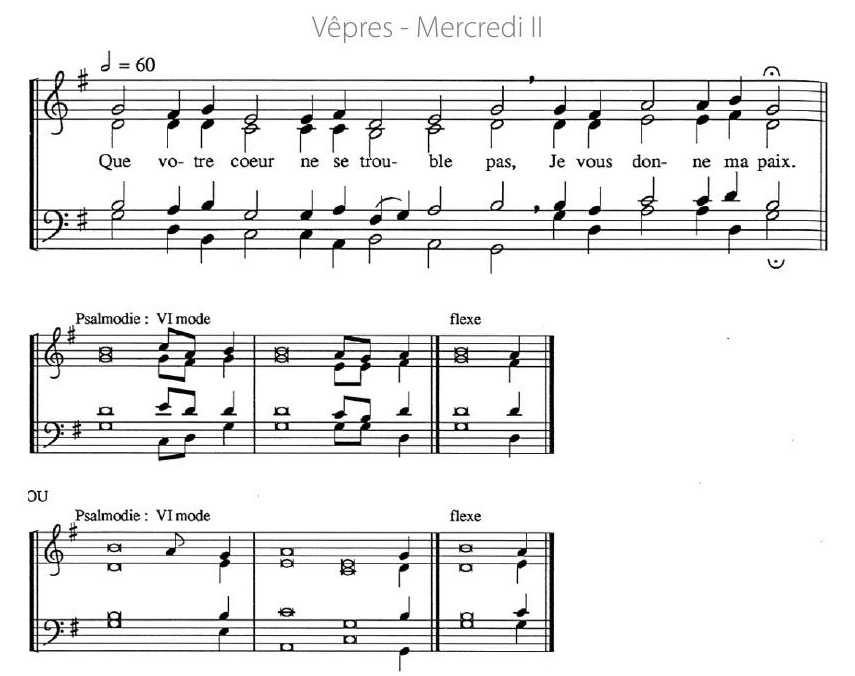 Vêpres - Mercredi II
= 60
Que vo- tre coeur ne se trou- ble pas, Je vous don- ne ma paix.
Psalmodie : VI mode flexe
OU
Psalmodie : VI mode flexe